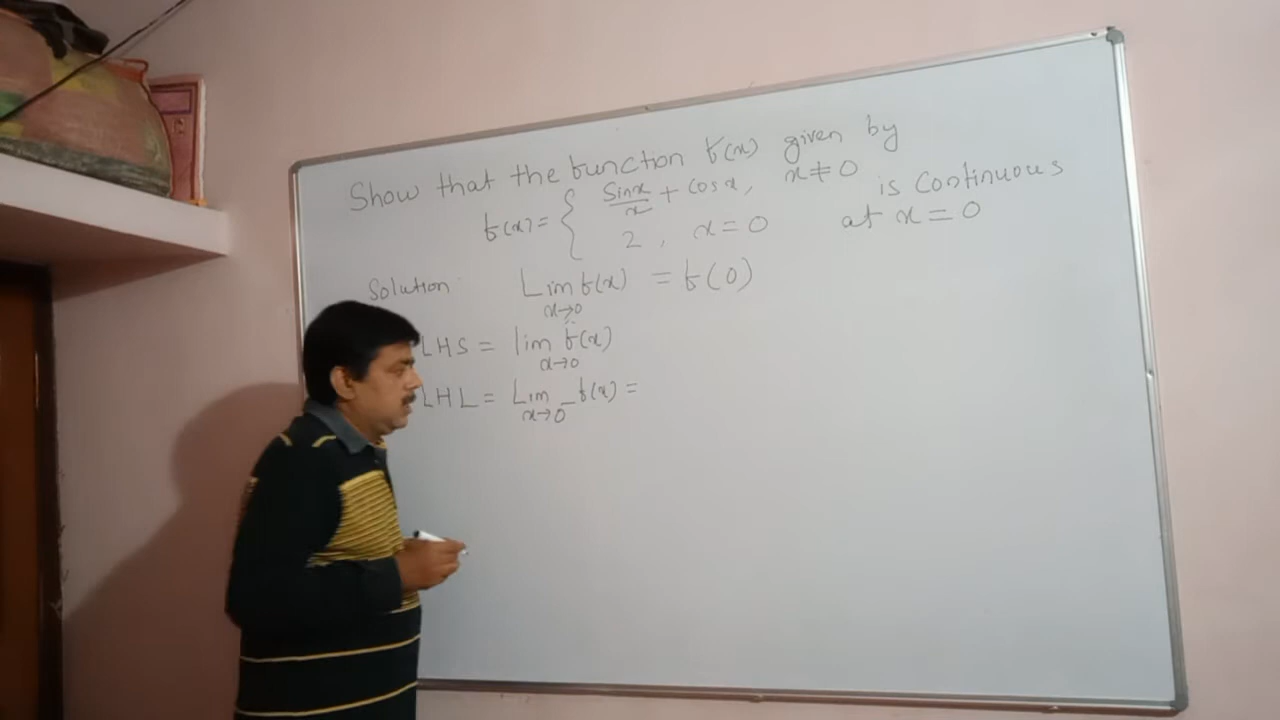 Show that the function f(x) given by
f(x) = { sinx/x + cosx, x ≠ 0 is Continuous
2, x = 0 at x = 0
Solution Lim x→0 f(x) = f(0)
LHS = lim x→0 f(x)
LHL = Lim x→0⁻ f(x) =